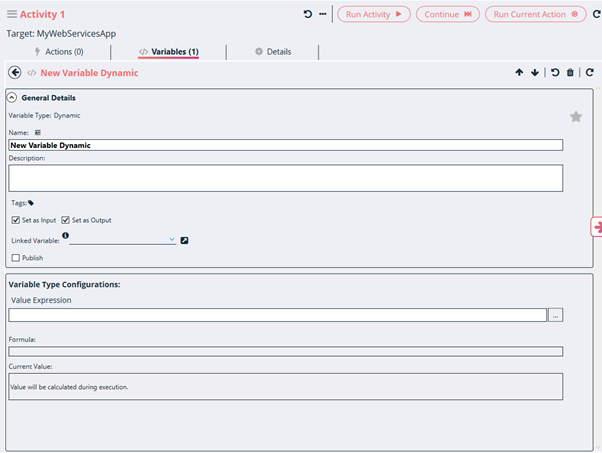 Activity 1
... Run Activity Continue Run Current Action
Target: MyWebServicesApp
Actions (0) </> Variables (1) Details
</> New Variable Dynamic
General Details
Variable Type: Dynamic
Name:
New Variable Dynamic
Description:
Tags:
Set as Input Set as Output
Linked Variable:
Publish
Variable Type Configurations:
Value Expression
...
Formula:
Current Value:
Value will be calculated during execution.